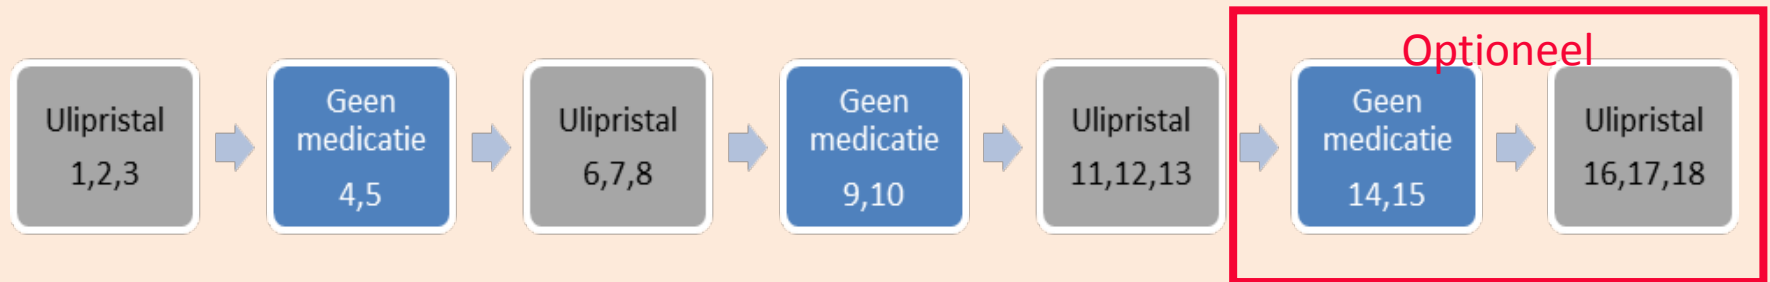 Optioneel
Ulipristal
1,2,3
Geen
medicatie
4,5
Ulipristal
6,7,8
Geen
medicatie
9,10
Ulipristal
11,12,13
Geen
medicatie
14,15
Ulipristal
16,17,18